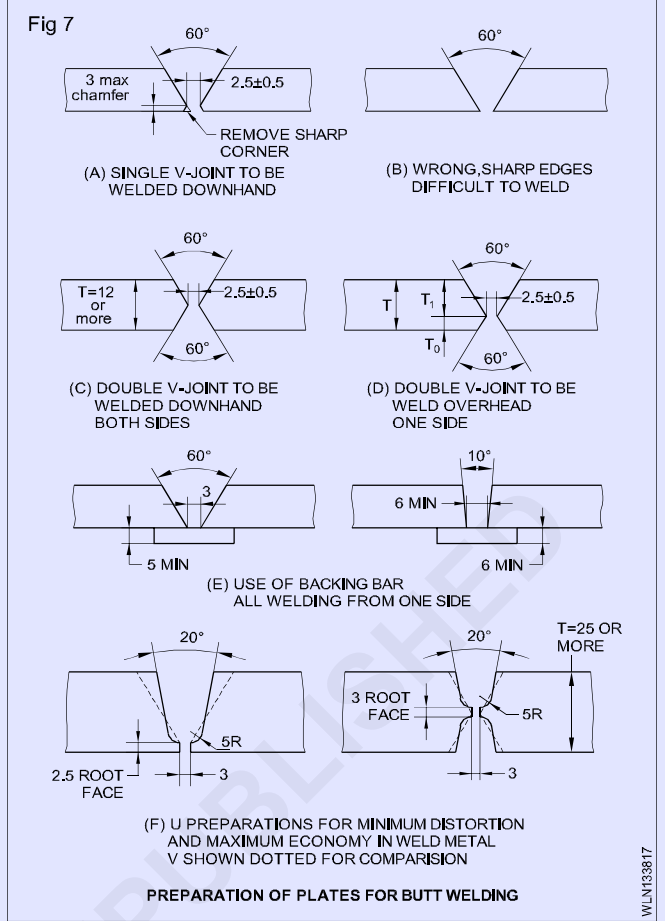 Fig 7
60°
60°
3 max
chamfer
2.5±0.5
REMOVE SHARP
CORNER
(A) SINGLE V-JOINT TO BE
WELDED DOWNHAND
(B) WRONG,SHARP EDGES
DIFFICULT TO WELD
60°
60°
T=12
or
more
2.5±0.5
T
T1
2.5±0.5
T0
60°
60°
(C) DOUBLE V-JOINT TO BE
WELDED DOWNHAND
BOTH SIDES
(D) DOUBLE V-JOINT TO BE
WELD OVERHEAD
ONE SIDE
60°
10°
3
6 MIN
5 MIN
6 MIN
(E) USE OF BACKING BAR
ALL WELDING FROM ONE SIDE
20°
20°
T=25 OR
MORE
3 ROOT
FACE
5R
5R
2.5 ROOT
FACE
3
3
(F) U PREPARATIONS FOR MINIMUM DISTORTION
AND MAXIMUM ECONOMY IN WELD METAL
V SHOWN DOTTED FOR COMPARISION
PREPARATION OF PLATES FOR BUTT WELDING
WLN133817
PUBLISHED